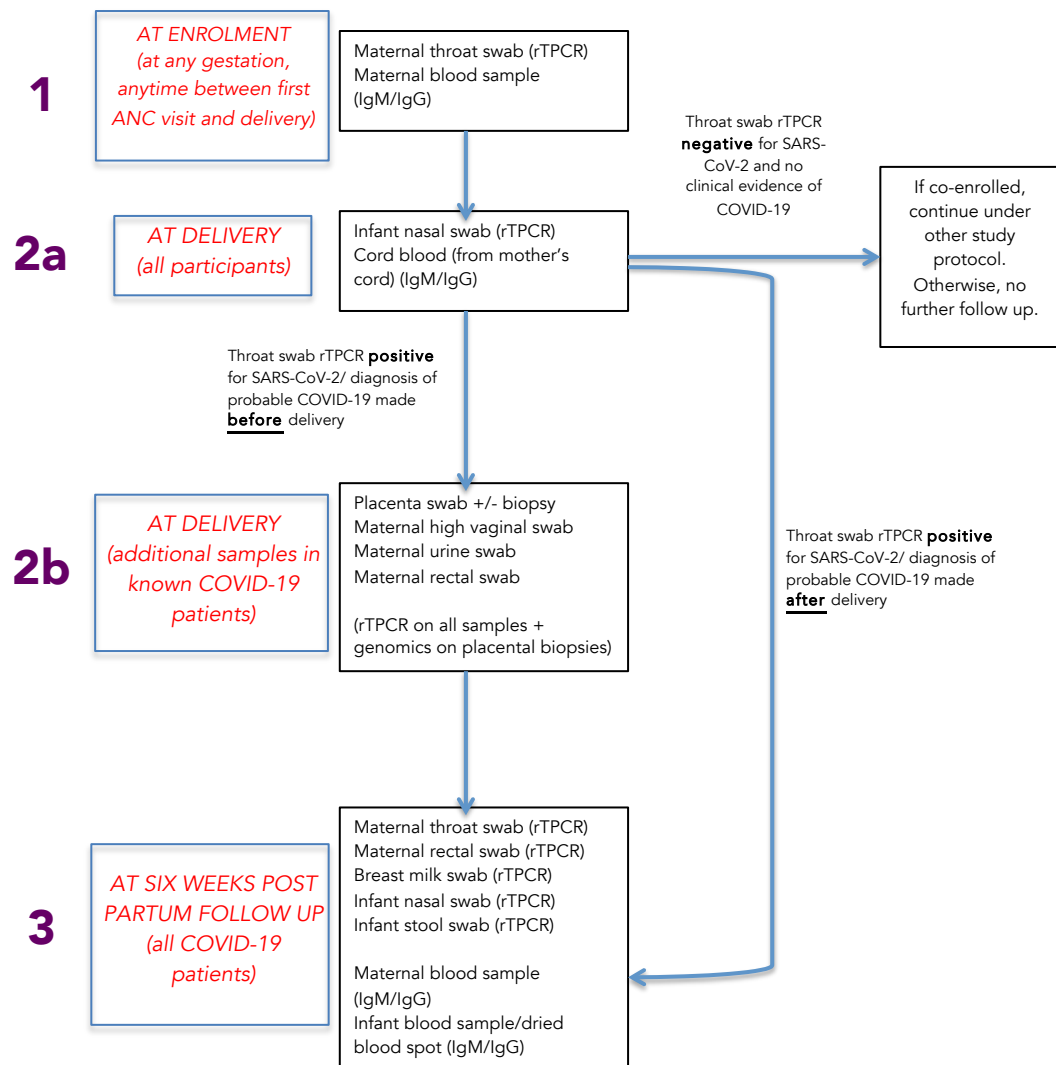 1
AT ENROLMENT
(at any gestation,
anytime between first
ANC visit and delivery)
Maternal throat swab (rTPCR)
Maternal blood sample
(IgM/IgG)
Throat swab rTPCR
negative for SARS-
CoV-2 and no
clinical evidence of
COVID-19
If co-enrolled,
continue under
other study
protocol.
Otherwise, no
further follow up.
2a
AT DELIVERY
(all participants)
Infant nasal swab (rTPCR)
Cord blood (from mother's
cord) (IgM/IgG)
Throat swab rTPCR positive
for SARS-CoV-2/ diagnosis of
probable COVID-19 made
before delivery
2b
AT DELIVERY
(additional samples in
known COVID-19
patients)
Placenta swab +/- biopsy
Maternal high vaginal swab
Maternal urine swab
Maternal rectal swab
(rTPCR on all samples +
genomics on placental biopsies)
Throat swab rTPCR positive
for SARS-CoV-2/ diagnosis of
probable COVID-19 made
after delivery
3
AT SIX WEEKS POST
PARTUM FOLLOW UP
(all COVID-19
patients)
Maternal throat swab (rTPCR)
Maternal rectal swab (rTPCR)
Breast milk swab (rTPCR)
Infant nasal swab (rTPCR)
Infant stool swab (rTPCR)
Maternal blood sample
(IgM/IgG)
Infant blood sample/dried
blood spot (IgM/IgG)